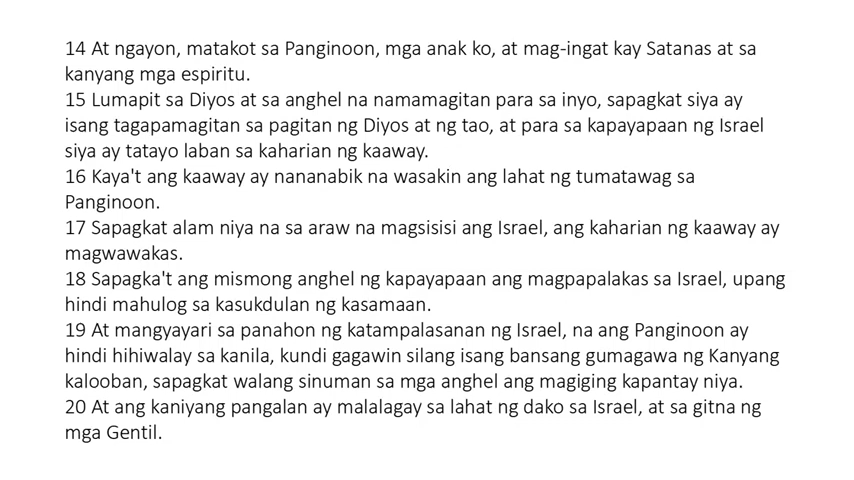 14 At ngayon, matakot sa Panginoon, mga anak ko, at mag-ingat kay Satanas at sa
kanyang mga espiritu.
15 Lumapit sa Diyos at sa anghel na namamagitan para sa inyo, sapagkat siya ay
isang tagapamagitan sa pagitan ng Diyos at ng tao, at para sa kapayapaan ng Israel
siya ay tatayo laban sa kaharian ng kaaway.
16 Kaya't ang kaaway ay nananabik na wasakin ang lahat ng tumatawag sa
Panginoon.
17 Sapagkat alam niya na sa araw na magsisisi ang Israel, ang kaharian ng kaaway ay
magwawakas.
18 Sapagka't ang mismong anghel ng kapayapaan ang magpapalakas sa Israel, upang
hindi mahulog sa kasukdulan ng kasamaan.
19 At mangyayari sa panahon ng katampalasanan ng Israel, na ang Panginoon ay
hindi hihiwalay sa kanila, kundi gagawin silang isang bansang gumagawa ng Kanyang
kalooban, sapagkat walang sinuman sa mga anghel ang magiging kapantay niya.
20 At ang kaniyang pangalan ay malalagay sa lahat ng dako sa Israel, at sa gitna ng
mga Gentil.